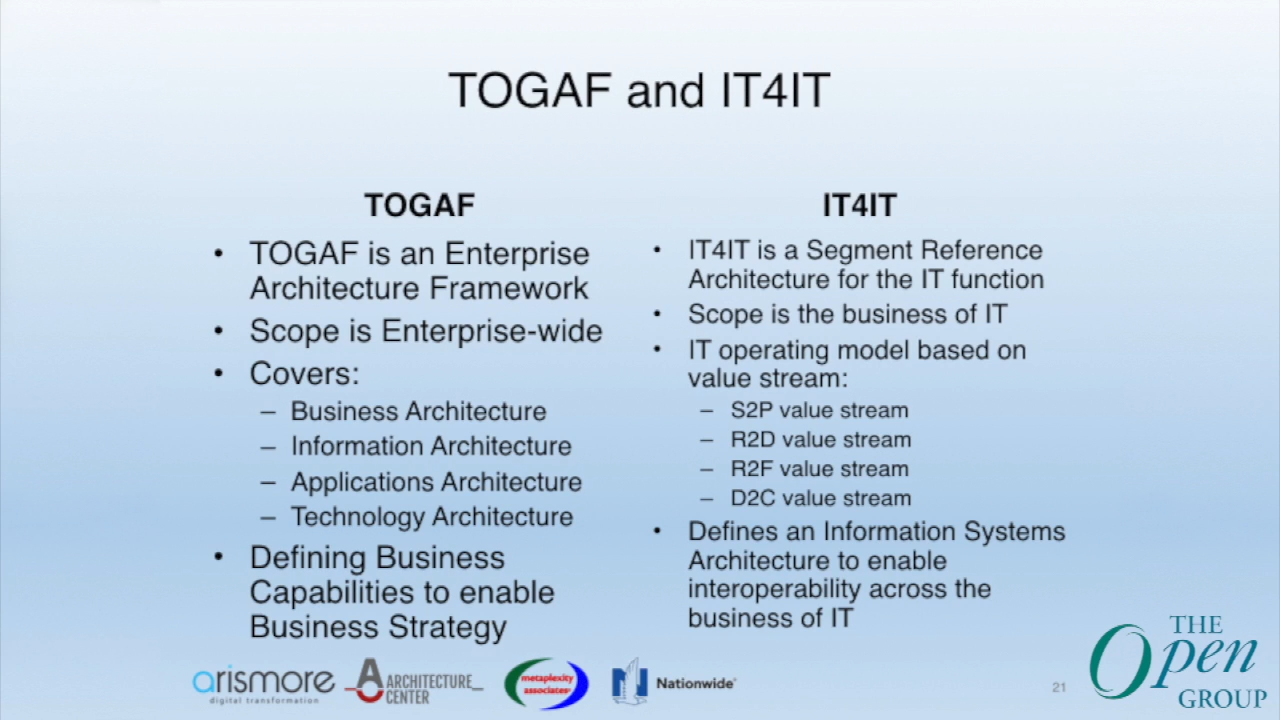 TOGAF and IT4IT
TOGAF
• TOGAF is an Enterprise
Architecture Framework
• Scope is Enterprise-wide
• Covers:
– Business Architecture
– Information Architecture
– Applications Architecture
– Technology Architecture
• Defining Business
Capabilities to enable
Business Strategy
IT4IT
• IT4IT is a Segment Reference
Architecture for the IT function
• Scope is the business of IT
• IT operating model based on
value stream:
– S2P value stream
– R2D value stream
– R2F value stream
– D2C value stream
• Defines an Information Systems
Architecture to enable
interoperability across the
business of IT
arismore
digital transformation
A ARCHITECTURE_
CENTER
metaplexity
associates
Nationwide
21
THE
Open
GROUP